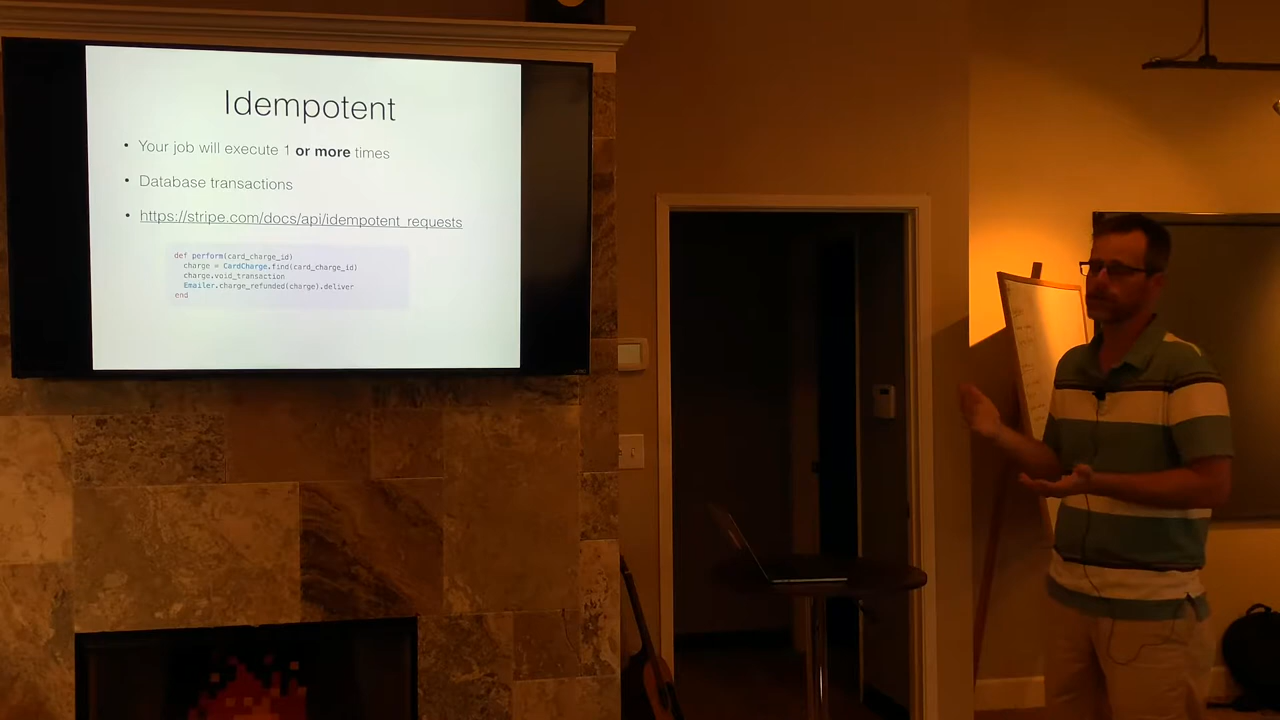 Idempotent
• Your job will execute 1 or more times
• Database transactions
• https://stripe.com/docs/api/idempotent_requests
def perform(card_charge_id)
charge = CardCharge.find(card_charge_id)
charge.void_transaction
Emailer.charge_refunded(charge).deliver
end